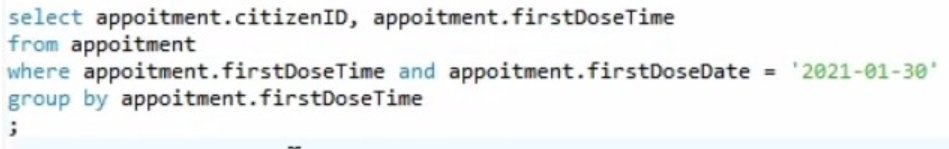 select appoitment.citizenID, appoitment.firstDoseTime
from appoitment
where appoitment.firstDoseTime and appoitment.firstDoseDate = '2021-01-30'
group by appoitment.firstDoseTime
;